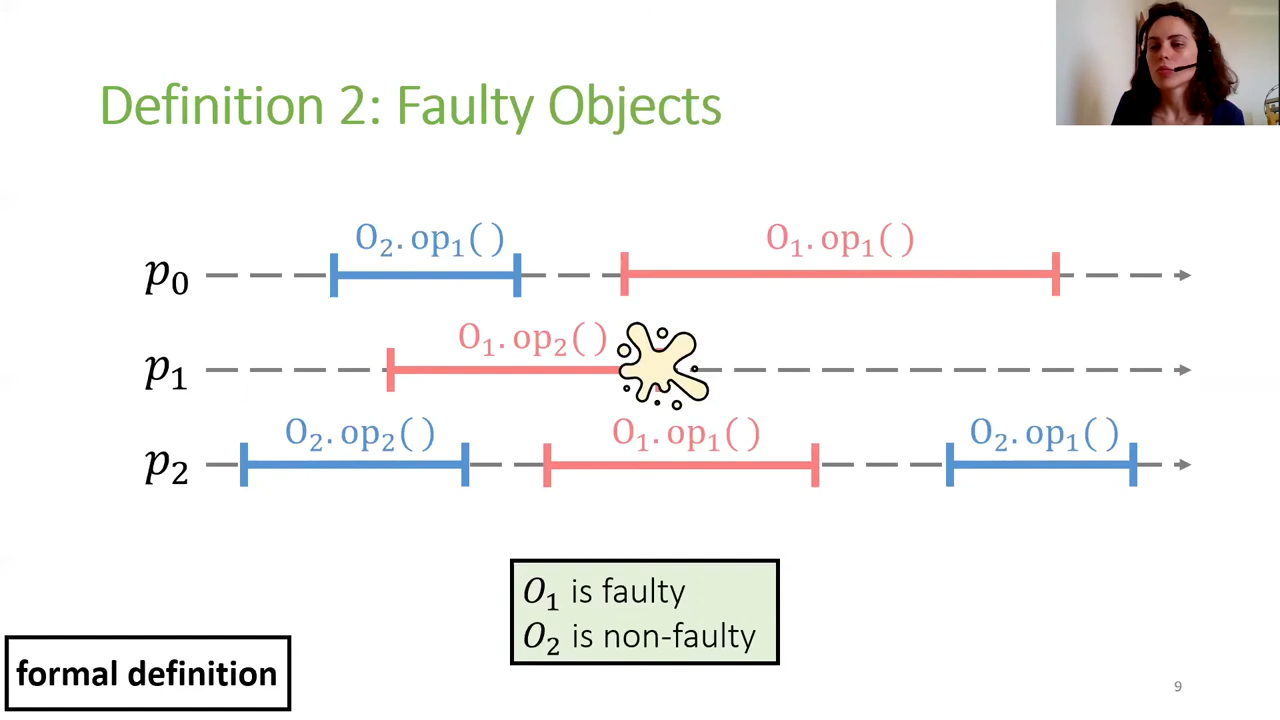 Definition 2: Faulty Objects
O₂.op₁( )
O₁.op₁( )
p₀
O₁.op₂( )
p₁
O₂.op₂( )
O₁.op₁( )
O₂.op₁( )
p₂
O₁ is faulty
O₂ is non-faulty
formal definition
9